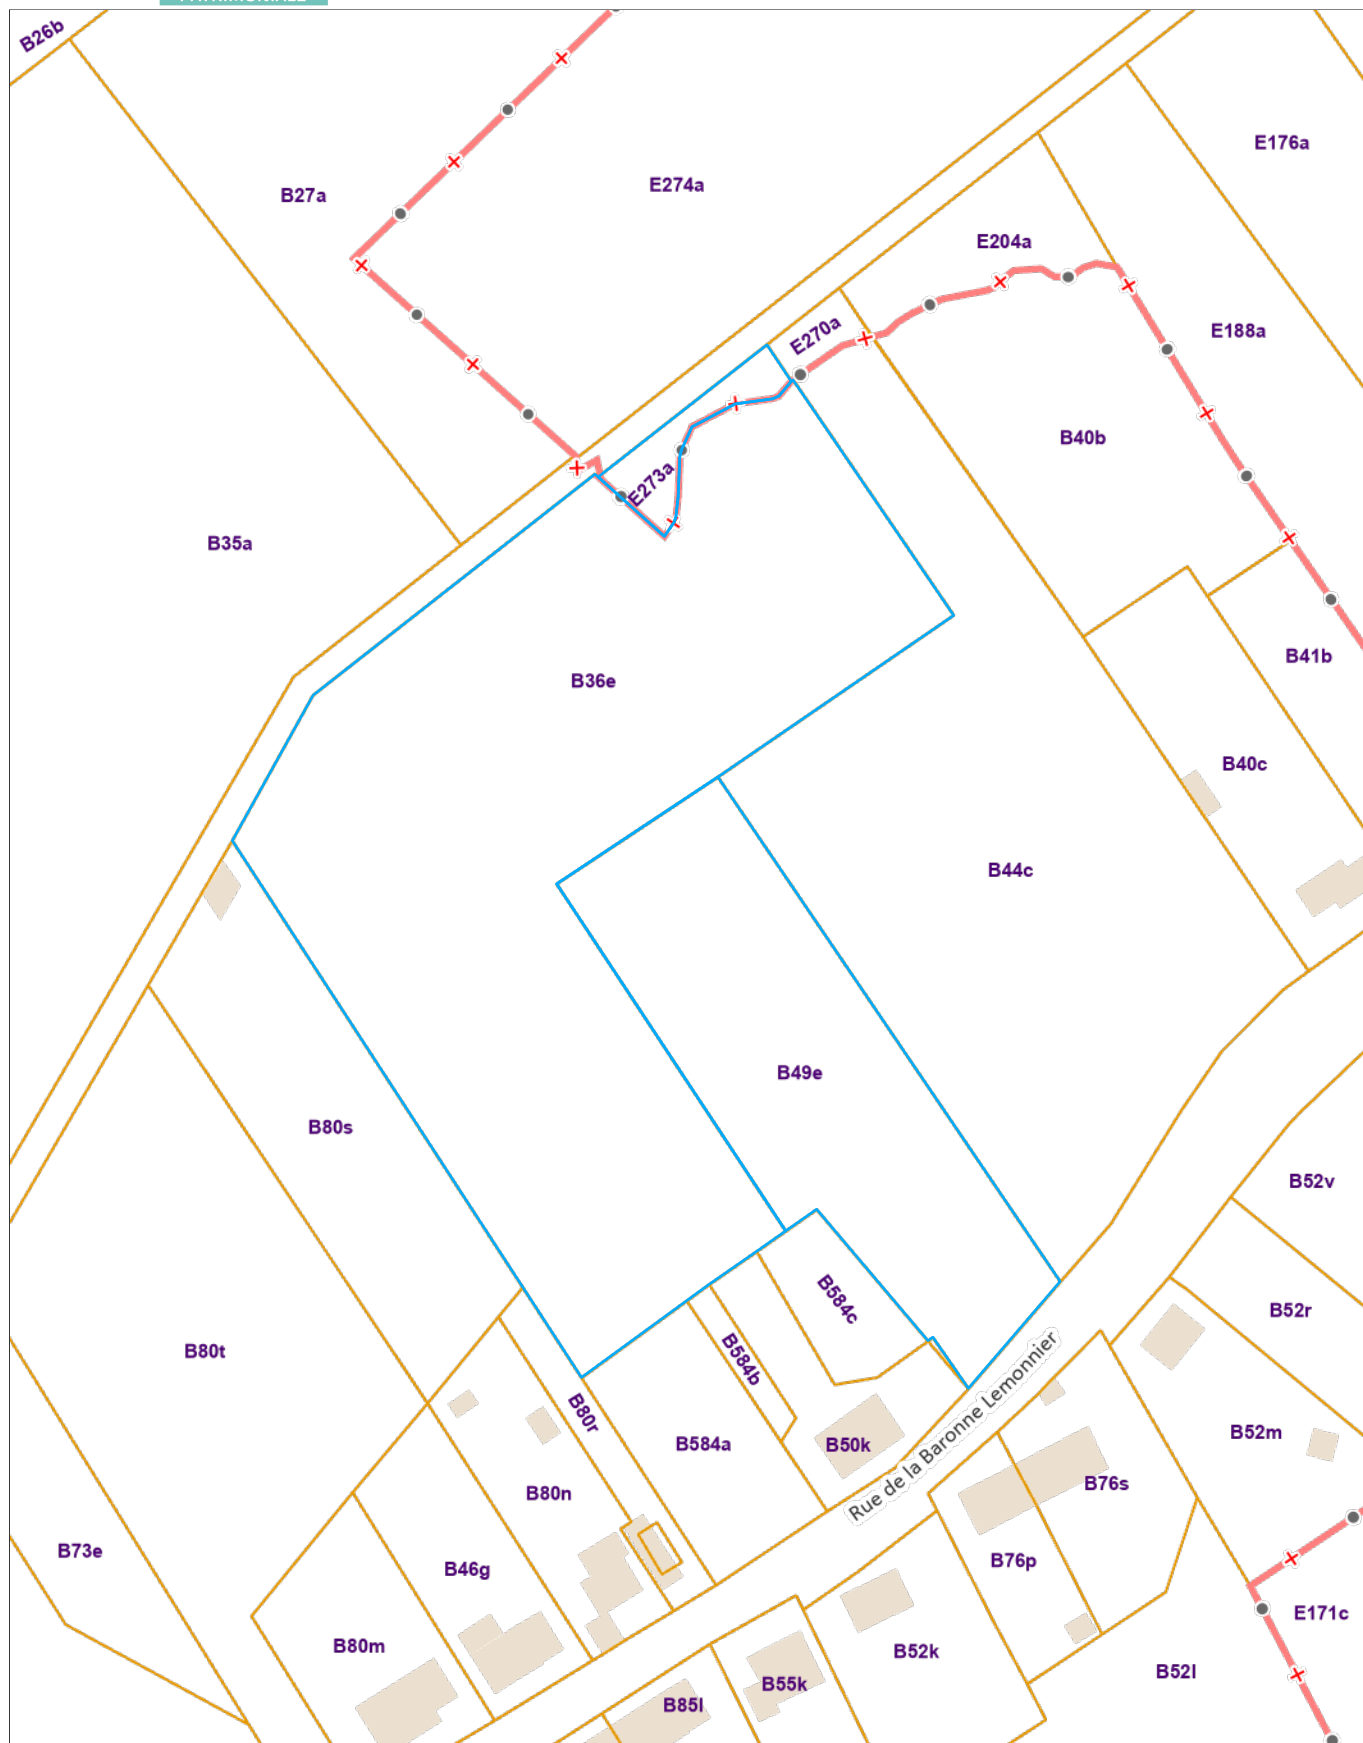 B26b
E176a
E274a
B27a
E204a
E270a
E188a
B40b
E273a
B35a
B41b
B36e
B40c
B44c
B49e
B80s
B52v
B584c
B52r
B80t
B584b
B80r
Rue de la Baronne Lemonnier
B52m
B584a
B50k
B76s
B80n
B73e
B76p
B46g
E171c
B80m
B52k
B52l
B55k
B85l